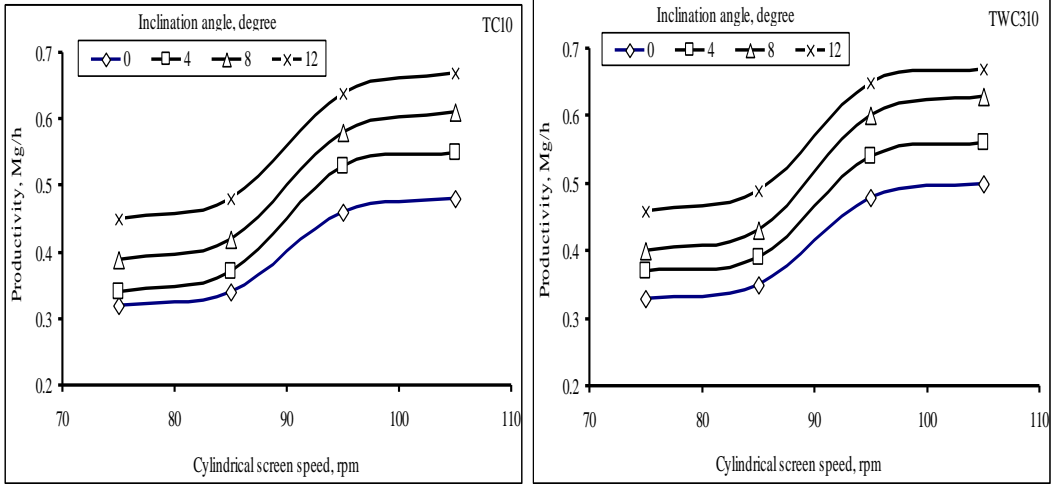 Inclination angle, degree
TC10
0 4 8 12
Productivity, Mg/h
0.7
0.6
0.5
0.4
0.3
0.2
70 80 90 100 110
Cylindrical screen speed, rpm
Inclination angle, degree
TWC310
0 4 8 12
Productivity, Mg/h
0.7
0.6
0.5
0.4
0.3
0.2
70 80 90 100 110
Cylindrical screen speed, rpm